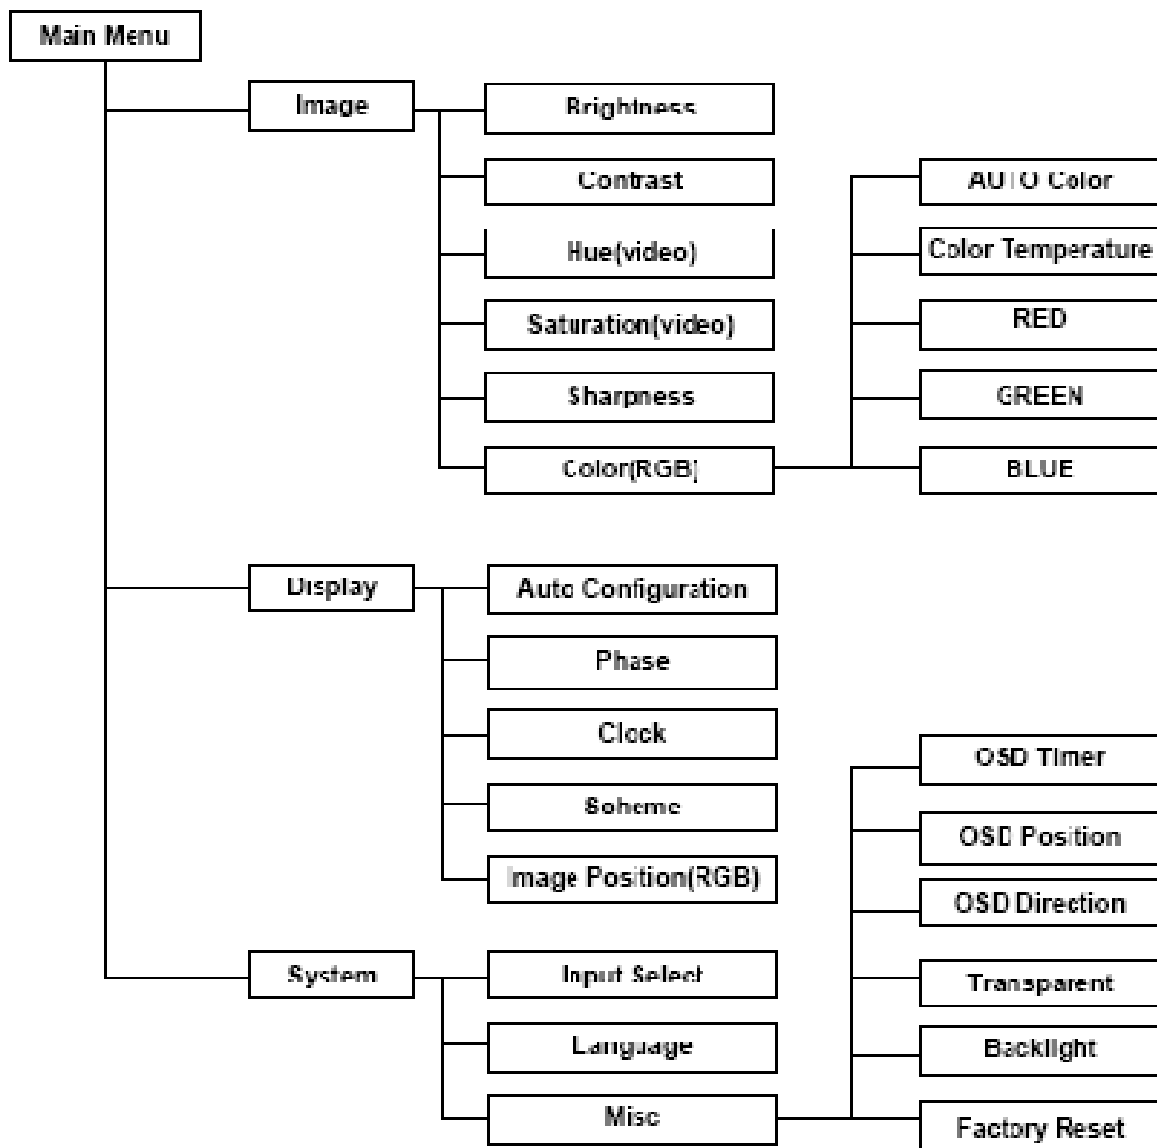 Main Menu
Image
Brightness
Contrast
Hue(video)
Saturation(video)
Sharpness
Color(RGB)
AUTO Color
Color Temperature
RED
GREEN
BLUE
Display
Auto Configuration
Phase
Clock
Soheme
Image Position(RGB)
System
Input Select
Language
Misc
OSD Timer
OSD Position
OSD Direction
Transparent
Backlight
Factory Reset